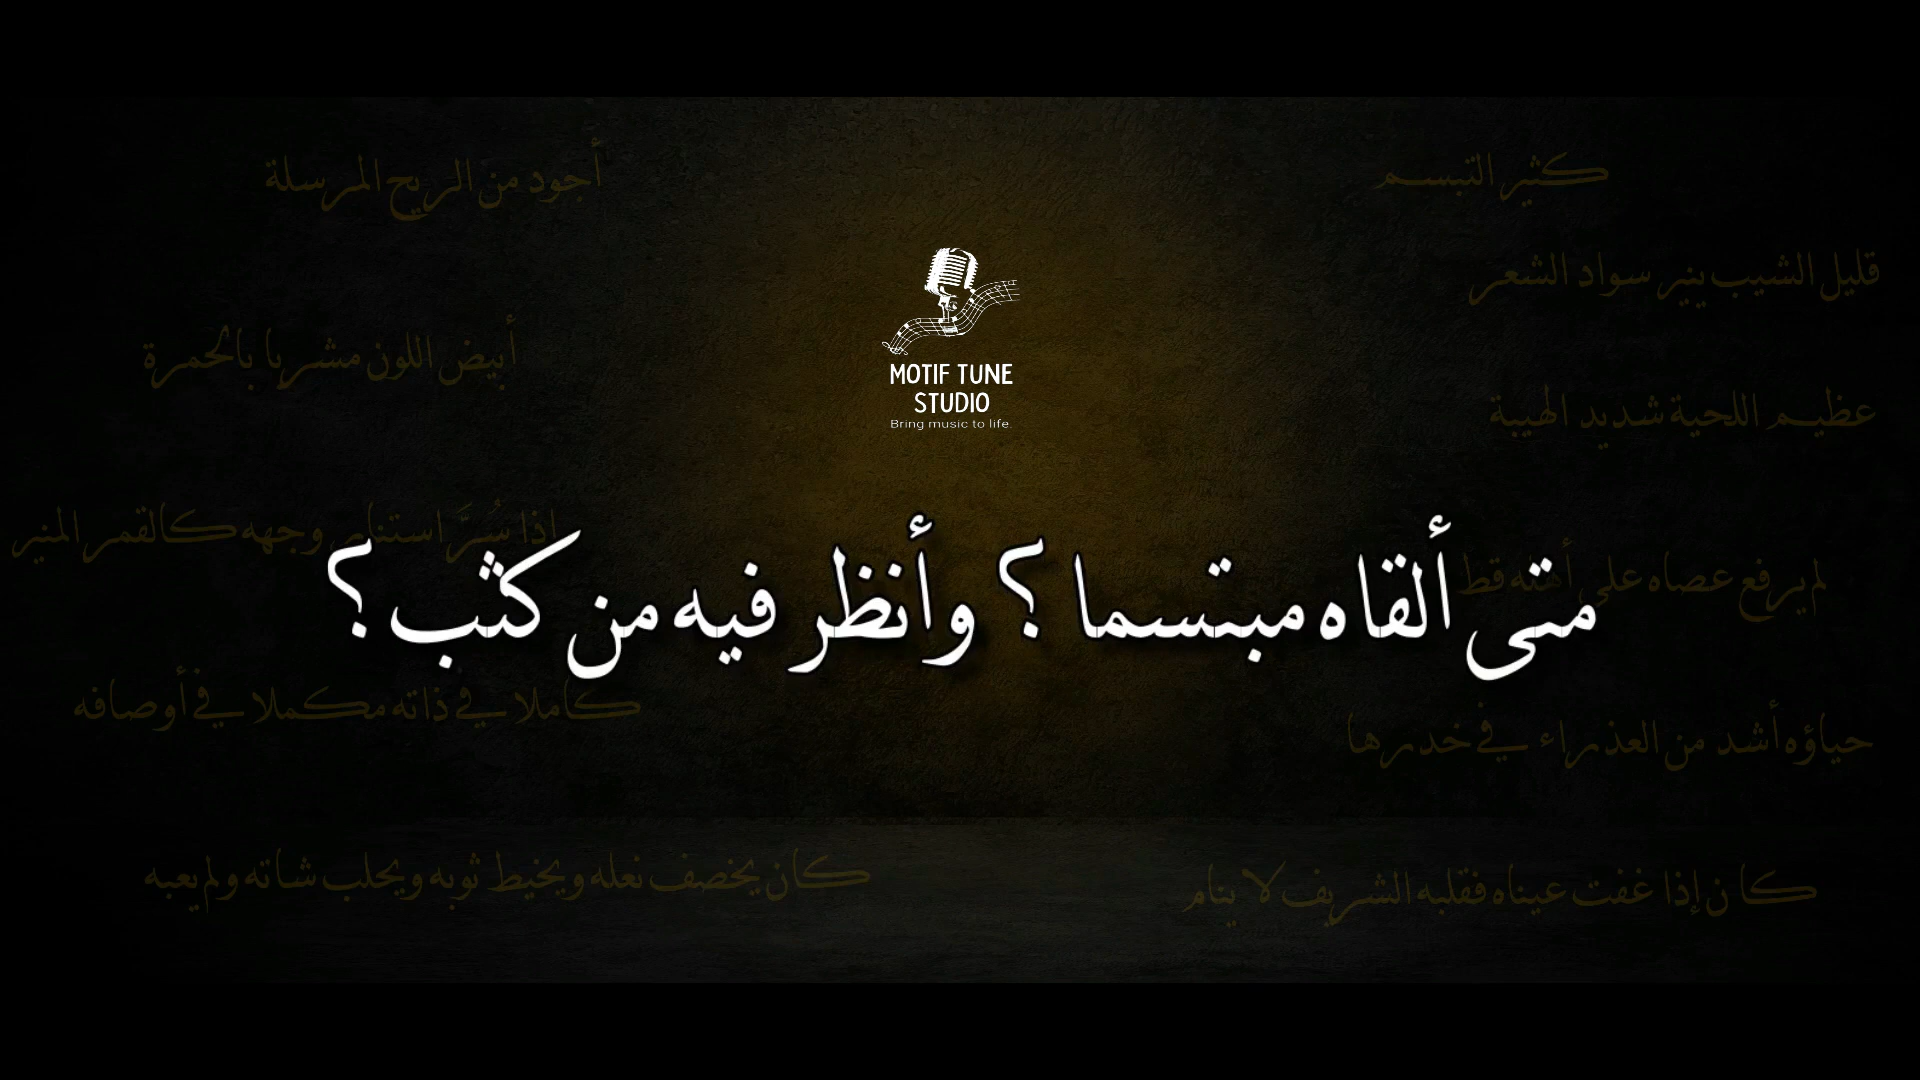 كثير التبسم
أجود من الريح المرسلة
قليل الشيب ينير سواد الشعر
أبيض اللون مشربا بالحمرة
MOTIF TUNE
STUDIO
Bring music to life.
عظيم اللحية شديد الهيبة
إذا سُرَّ استنار وجهه كالقمر المنير
لم يرفع عصاه على قط
متى ألقاه مبتسما ؟ وأنظر فيه من كثب ؟
كاملا في ذاته مكملا في أوصافه
حياؤه أشد من العذراء في خدرها
كان يخصف نعله ويخيط ثوبه ويحلب شاته ولم يعبه
كان إذا غفت عيناه فقلبه الشريف لا ينام